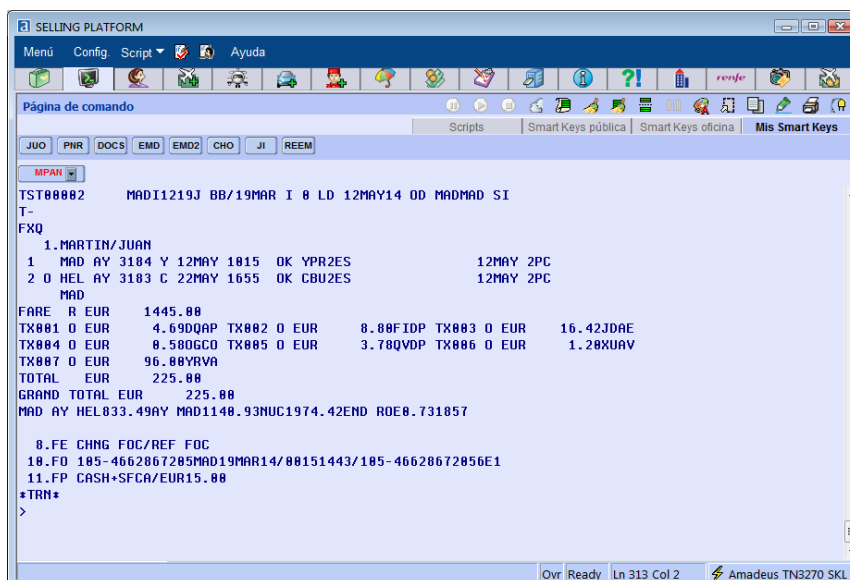 SELLING PLATFORM
Menú Config. Script Ayuda
renfe
Página de comando
Scripts Smart Keys pública Smart Keys oficina Mis Smart Keys
JUO PNR DOCS EMD EMD2 CHO JI REEM
MPAN
TST00002 MADI1219J BB/19MAR I 0 LD 12MAY14 OD MADMAD SI
T-
FXQ
1.MARTIN/JUAN
1 MAD AY 3184 Y 12MAY 1015 OK YPR2ES 12MAY 2PC
2 O HEL AY 3183 C 22MAY 1655 OK CBU2ES 12MAY 2PC
MAD
FARE R EUR 1445.00
TX001 O EUR 4.69DQAP TX002 O EUR 8.80FIDP TX003 O EUR 16.42JDAE
TX004 O EUR 0.58OGCO TX005 O EUR 3.78QVDP TX006 O EUR 1.20XUAV
TX007 O EUR 96.00YRVA
TOTAL EUR 225.00
GRAND TOTAL EUR 225.00
MAD AY HEL833.49AY MAD1140.93NUC1974.42END ROE0.731857
8.FE CHNG FOC/REF FOC
10.FO 105-4662867205MAD19MAR14/00151443/105-46628672056E1
11.FP CASH+SFCA/EUR15.00
*TRN*
>
Ovr Ready Ln 313 Col 2 Amadeus TN3270 SKL